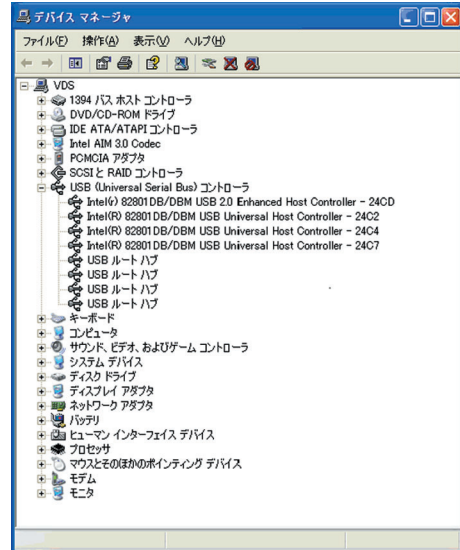 デバイス マネージャ
ファイル(F) 操作(A) 表示(V) ヘルプ(H)
VDS
1394 バス ホスト コントローラ
DVD/CD-ROM ドライブ
IDE ATA/ATAPI コントローラ
Intel AIM 3.0 Codec
PCMCIA アダプタ
SCSI と RAID コントローラ
USB (Universal Serial Bus) コントローラ
Intel(r) 82801DB/DBM USB 2.0 Enhanced Host Controller - 24CD
Intel(R) 82801DB/DBM USB Universal Host Controller - 24C2
Intel(R) 82801DB/DBM USB Universal Host Controller - 24C4
Intel(R) 82801DB/DBM USB Universal Host Controller - 24C7
USB ルート ハブ
USB ルート ハブ
USB ルート ハブ
USB ルート ハブ
キーボード
コンピュータ
サウンド、ビデオ、およびゲーム コントローラ
システム デバイス
ディスク ドライブ
ディスプレイ アダプタ
ネットワーク アダプタ
バッテリ
ヒューマン インターフェイス デバイス
プロセッサ
マウスとそのほかのポインティング デバイス
モデム
モニタ